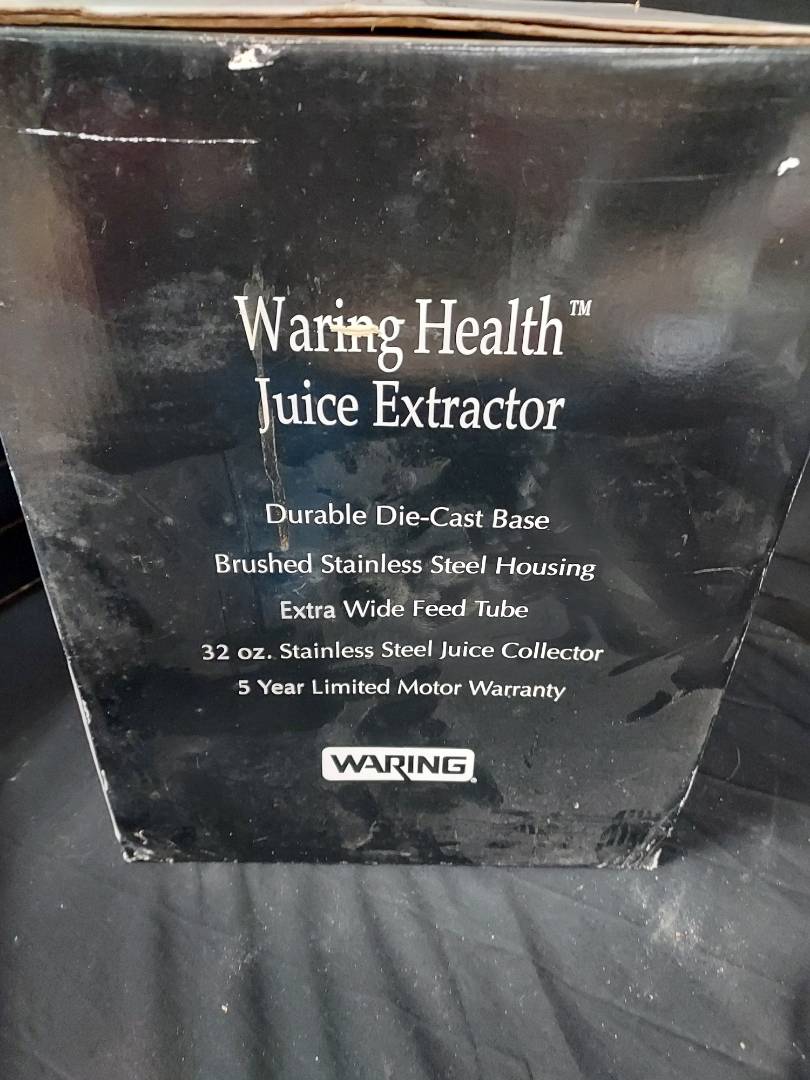 Waring Health™
Juice Extractor
Durable Die-Cast Base
Brushed Stainless Steel Housing
Extra Wide Feed Tube
32 oz. Stainless Steel Juice Collector
5 Year Limited Motor Warranty
WARING